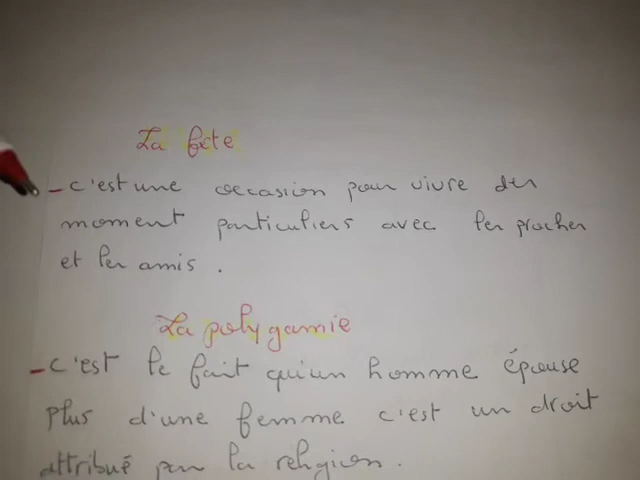 La fête
- c'est une occasion pour vivre des
moment particuliers avec les proches
et les amis .
La polygamie
- c'est le fait qu'un homme épouse
plus d'une femme c'est un droit
attribué par la religion .